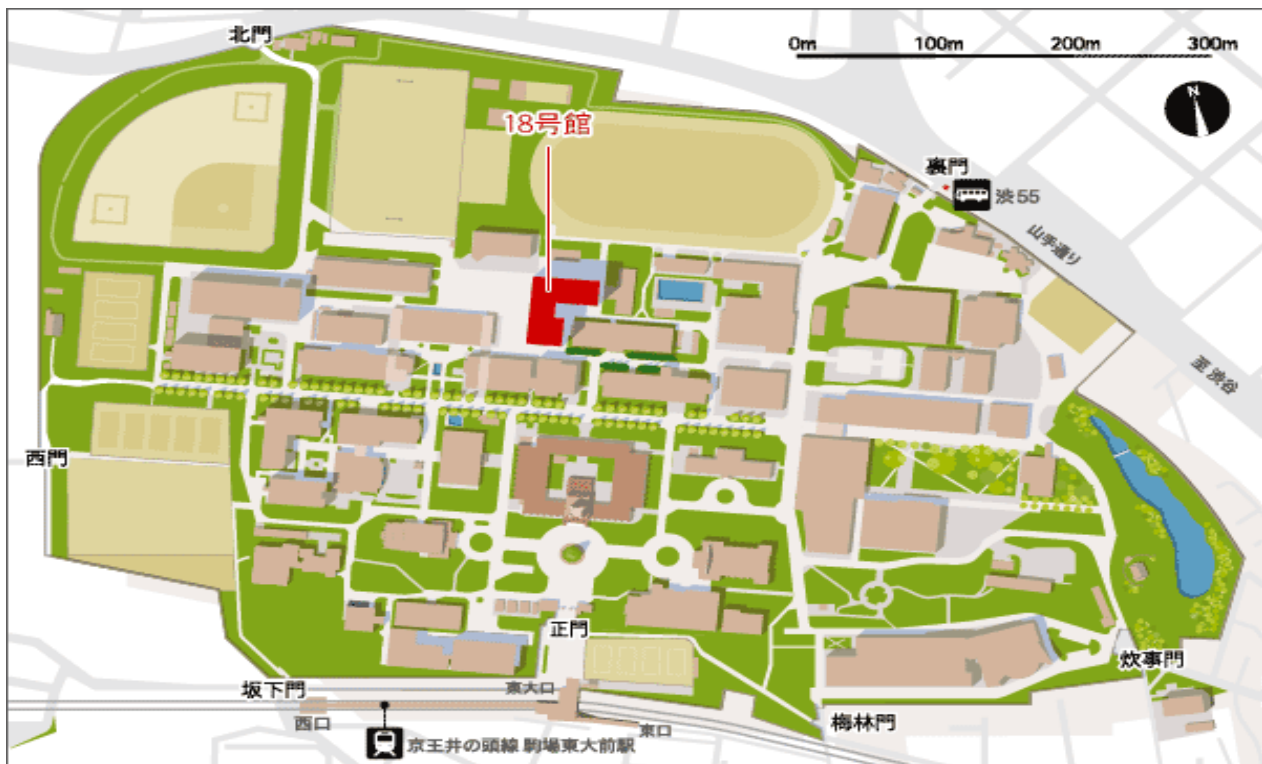 北門
0m 100m 200m 300m
N
18号館
裏門
渋55
山手通り
至 渋谷
西門
正門
炊事門
坂下門
東大口
西口
東口
梅林門
京王井の頭線 駒場東大前駅